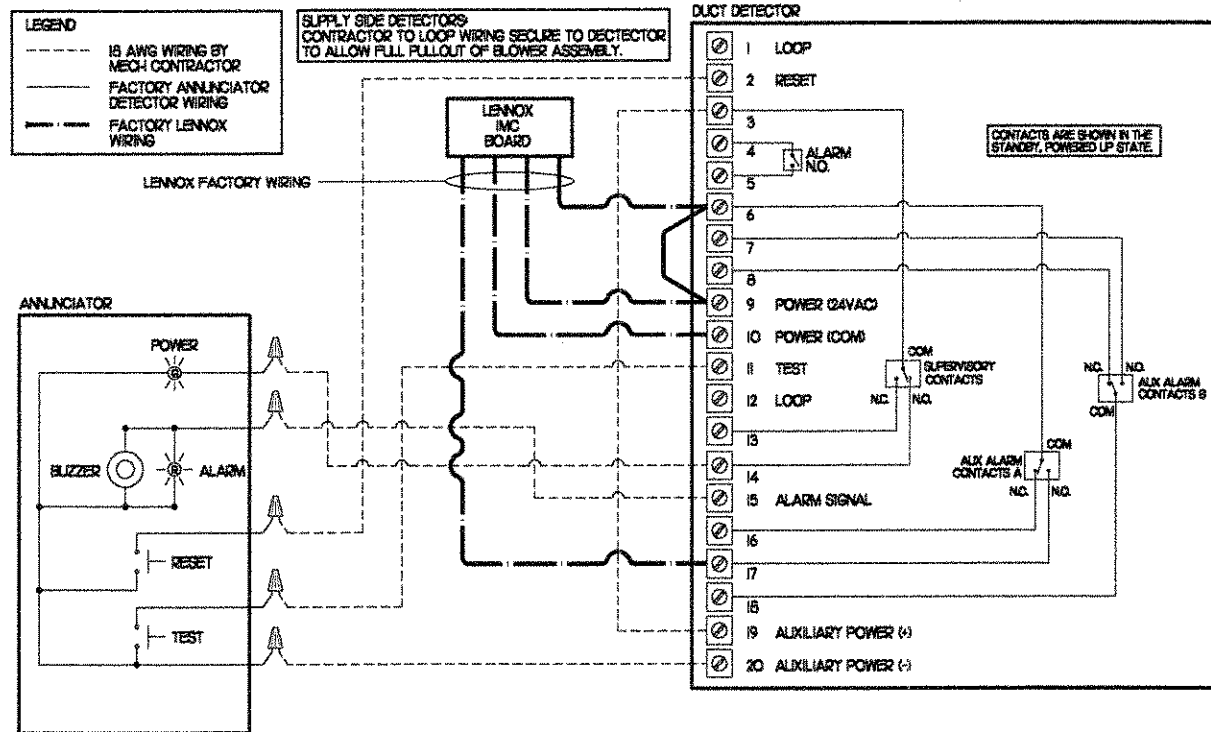 LEGEND
18 AWG WIRING BY
MECH CONTRACTOR
FACTORY ANNUNCIATOR
DETECTOR WIRING
FACTORY LENNOX
WIRING
SUPPLY SIDE DETECTORS:
CONTRACTOR TO LOOP WIRING SECURE TO DECTECTOR
TO ALLOW FULL PULLOUT OF BLOWER ASSEMBLY.
LENNOX
IMC
BOARD
LENNOX FACTORY WIRING
DUCT DETECTOR
1 LOOP
2 RESET
3
4
ALARM
N.O.
5
CONTACTS ARE SHOWN IN THE
STANDBY, POWERED UP STATE.
6
7
8
9 POWER (24VAC)
10 POWER (COM)
11 TEST
12 LOOP
13
14
15 ALARM SIGNAL
16
17
18
19 AUXILIARY POWER (+)
20 AUXILIARY POWER (-)
COM
SUPERVISORY
CONTACTS
N.C. N.O.
N.C. N.O.
AUX ALARM
CONTACTS B
COM
COM
AUX ALARM
CONTACTS A
N.C. N.O.
ANNUNCIATOR
POWER
BUZZER
ALARM
RESET
TEST